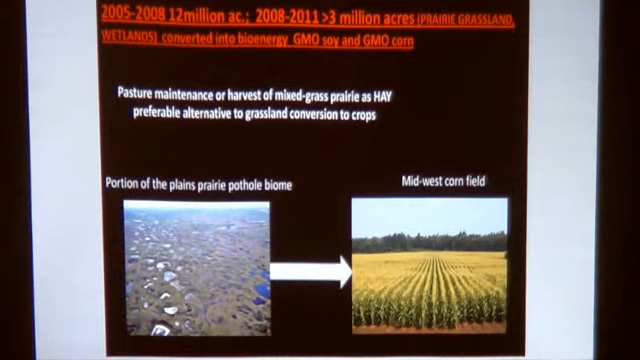 2005-2008 12million ac.; 2008-2011 >3 million acres (PRAIRIE GRASSLAND,
WETLANDS) converted into bioenergy GMO soy and GMO corn
Pasture maintenance or harvest of mixed-grass prairie as HAY
preferable alternative to grassland conversion to crops
Portion of the plains prairie pothole biome
Mid-west corn field